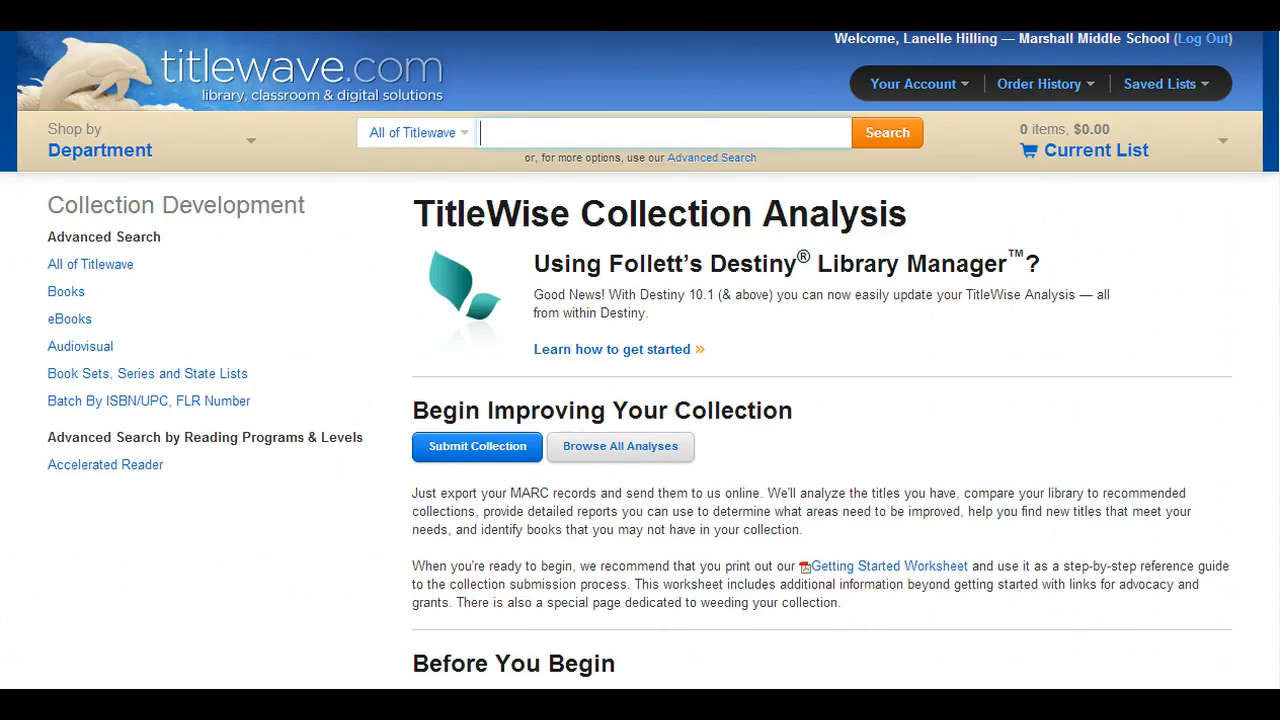 Welcome, Lanelle Hilling — Marshall Middle School (Log Out)
titlewave.com
library, classroom & digital solutions
Your Account
Order History
Saved Lists
Shop by
Department
All of Titlewave
Search
or, for more options, use our Advanced Search
0 items, $0.00
Current List
Collection Development
Advanced Search
All of Titlewave
Books
eBooks
Audiovisual
Book Sets, Series and State Lists
Batch By ISBN/UPC, FLR Number
Advanced Search by Reading Programs & Levels
Accelerated Reader
TitleWise Collection Analysis
Using Follett's Destiny® Library Manager™?
Good News! With Destiny 10.1 (& above) you can now easily update your TitleWise Analysis — all
from within Destiny.
Learn how to get started »
Begin Improving Your Collection
Submit Collection
Browse All Analyses
Just export your MARC records and send them to us online. We'll analyze the titles you have, compare your library to recommended
collections, provide detailed reports you can use to determine what areas need to be improved, help you find new titles that meet your
needs, and identify books that you may not have in your collection.
When you're ready to begin, we recommend that you print out our Getting Started Worksheet and use it as a step-by-step reference guide
to the collection submission process. This worksheet includes additional information beyond getting started with links for advocacy and
grants. There is also a special page dedicated to weeding your collection.
Before You Begin